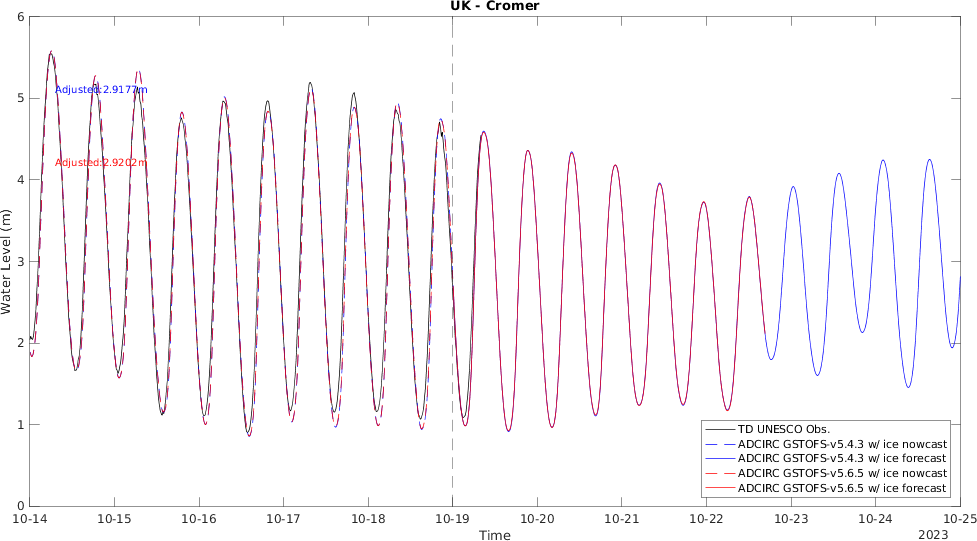 UK - Cromer
6
5
4
3
2
1
0
Water Level (m)
Adjusted:2.9177m
Adjusted:2.9202m
TD UNESCO Obs.
ADCIRC GSTOFS-v5.4.3 w/ ice nowcast
ADCIRC GSTOFS-v5.4.3 w/ ice forecast
ADCIRC GSTOFS-v5.6.5 w/ ice nowcast
ADCIRC GSTOFS-v5.6.5 w/ ice forecast
10-14 10-15 10-16 10-17 10-18 10-19 10-20 10-21 10-22 10-23 10-24 10-25
Time
2023